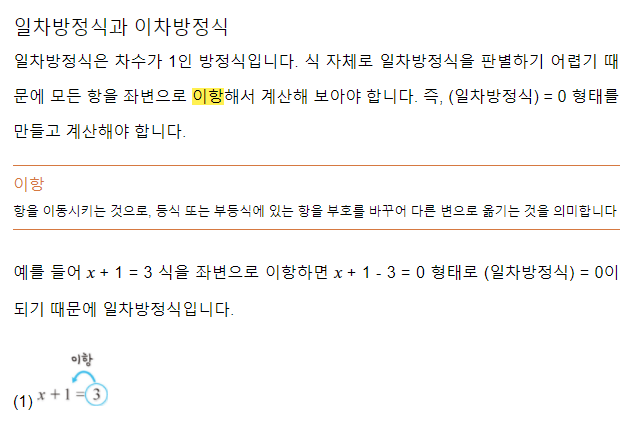 일차방정식과 이차방정식
일차방정식은 차수가 1인 방정식입니다. 식 자체로 일차방정식을 판별하기 어렵기 때
문에 모든 항을 좌변으로 이항해서 계산해 보아야 합니다. 즉, (일차방정식) = 0 형태를
만들고 계산해야 합니다.
이항
항을 이동시키는 것으로, 등식 또는 부등식에 있는 항을 부호를 바꾸어 다른 변으로 옮기는 것을 의미합니다
예를 들어 x + 1 = 3 식을 좌변으로 이항하면 x + 1 - 3 = 0 형태로 (일차방정식) = 0이
되기 때문에 일차방정식입니다.
이항
(1) x + 1 = 3